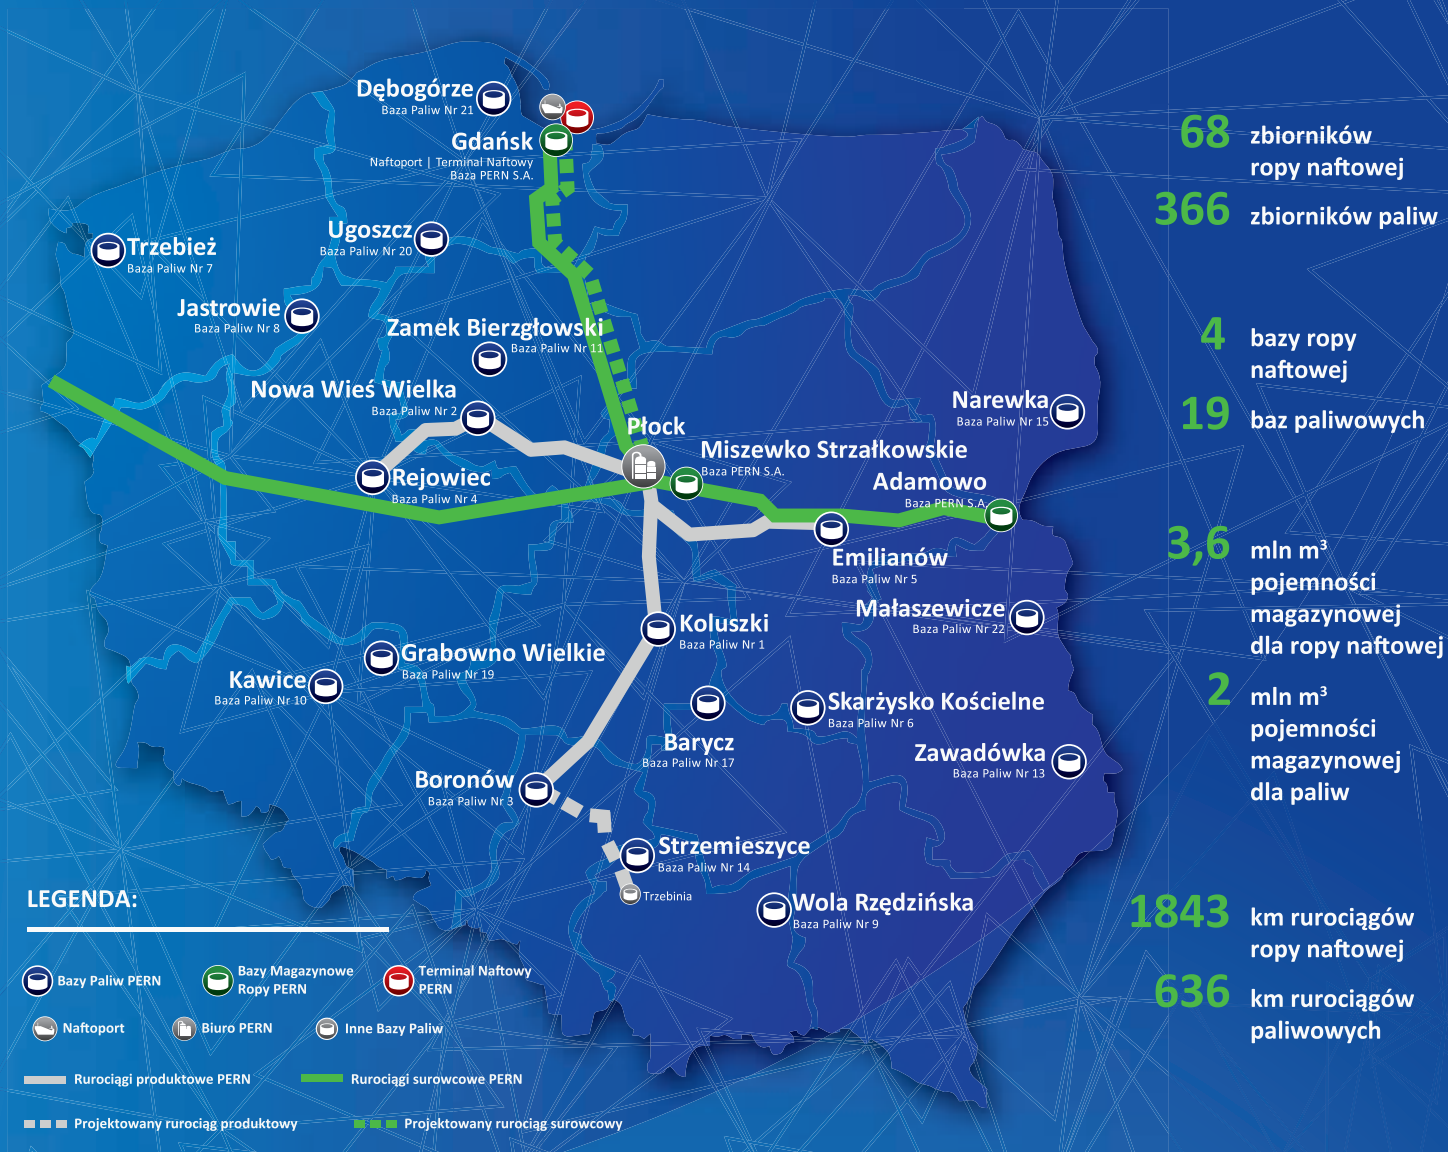 Dębogórze
Baza Paliw Nr 21
Gdańsk
Naftoport | Terminal Naftowy
Baza PERN S.A.
Ugoszcz
Baza Paliw Nr 20
Trzebież
Baza Paliw Nr 7
Jastrowie
Baza Paliw Nr 8
Zamek Bierzgłowski
Baza Paliw Nr 11
Nowa Wieś Wielka
Baza Paliw Nr 2
Narewka
Baza Paliw Nr 15
Płock
Miszewko Strzałkowskie
Baza PERN S.A.
Rejowiec
Baza Paliw Nr 4
Adamowo
Baza PERN S.A.
Emilianów
Baza Paliw Nr 5
Małaszewicze
Baza Paliw Nr 22
Koluszki
Baza Paliw Nr 1
Grabowno Wielkie
Baza Paliw Nr 19
Kawice
Baza Paliw Nr 10
Skarżysko Kościelne
Baza Paliw Nr 6
Barycz
Baza Paliw Nr 17
Zawadówka
Baza Paliw Nr 13
Boronów
Baza Paliw Nr 3
Strzemieszyce
Baza Paliw Nr 14
Trzebinia
Wola Rzędzińska
Baza Paliw Nr 9
68 zbiorników
ropy naftowej
366 zbiorników paliw
4 bazy ropy
naftowej
19 baz paliwowych
3,6 mln m³
pojemności
magazynowej
dla ropy naftowej
2 mln m³
pojemności
magazynowej
dla paliw
1843 km rurociągów
ropy naftowej
636 km rurociągów
paliwowych
LEGENDA:
Bazy Paliw PERN
Bazy Magazynowe
Ropy PERN
Terminal Naftowy
PERN
Naftoport
Biuro PERN
Inne Bazy Paliw
Rurociągi produktowe PERN
Rurociągi surowcowe PERN
Projektowany rurociąg produktowy
Projektowany rurociąg surowcowy